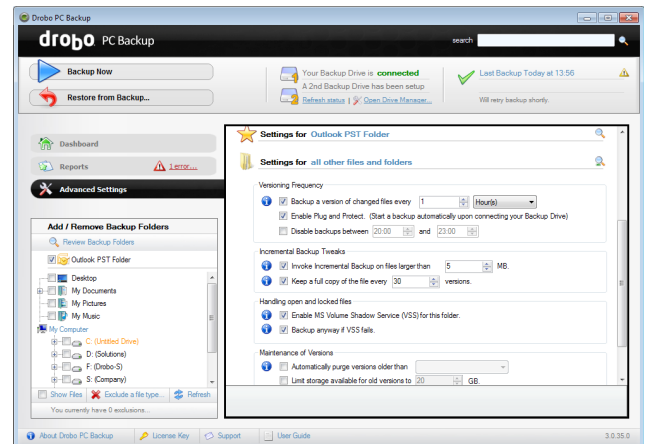 Drobo PC Backup
drobo PC Backup
search
Backup Now
Restore from Backup...
Your Backup Drive is connected
A 2nd Backup Drive has been setup
Refresh status | Open Drive Manager...
Last Backup Today at 13:56
Will retry backup shortly.
Dashboard
Reports
1 error...
Advanced Settings
Add / Remove Backup Folders
Review Backup Folders
Outlook PST Folder
Desktop
My Documents
My Pictures
My Music
My Computer
C: (Untitled Drive)
D: (Solutions)
F: (Drobo-S)
S: (Company)
Show Files
Exclude a file type...
Refresh
You currently have 0 exclusions...
Settings for Outlook PST Folder
Settings for all other files and folders
Versioning Frequency
Backup a version of changed files every 1 Hour(s)
Enable Plug and Protect. (Start a backup automatically upon connecting your Backup Drive)
Disable backups between 20:00 and 23:00
Incremental Backup Tweaks
Invoke Incremental Backup on files larger than 5 MB.
Keep a full copy of the file every 30 versions.
Handling open and locked files
Enable MS Volume Shadow Service (VSS) for this folder.
Backup anyway if VSS fails.
Maintenance of Versions
Automatically purge versions older than
Limit storage available for old versions to 20 GB.
About Drobo PC Backup
License Key
Support
User Guide
3.0.35.0